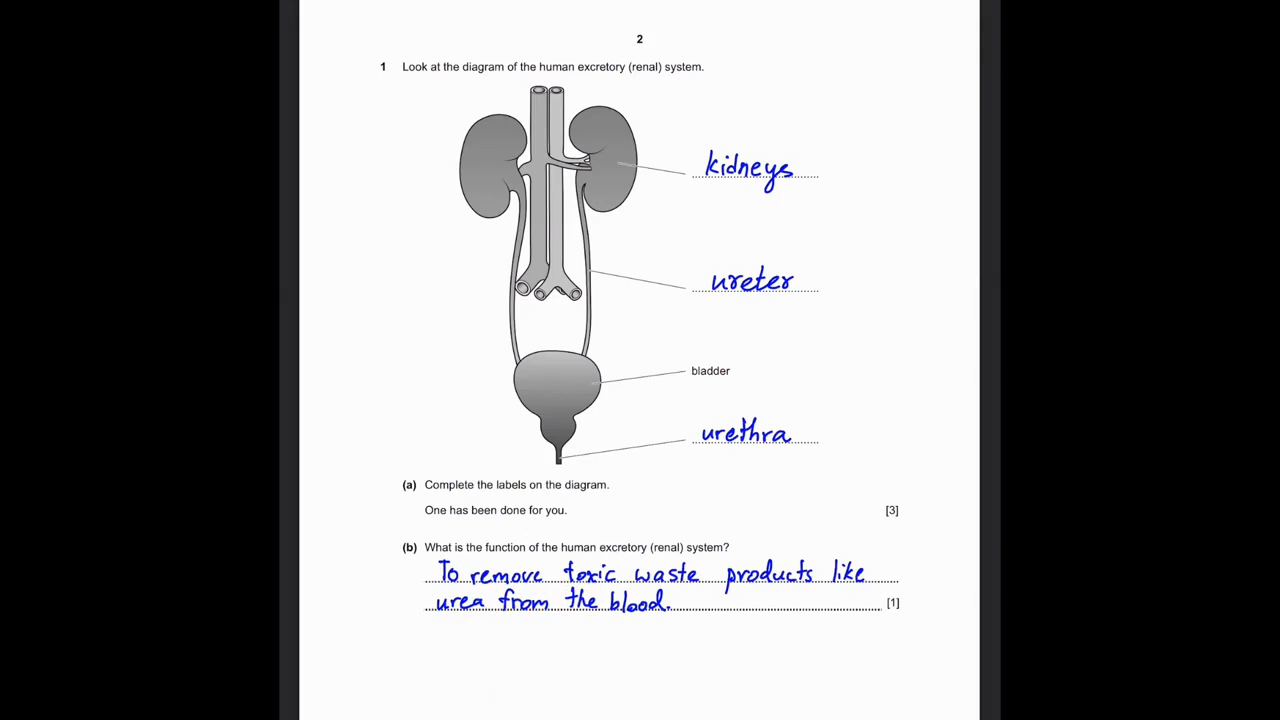 2
1 Look at the diagram of the human excretory (renal) system.
kidneys
ureter
bladder
urethra
(a) Complete the labels on the diagram.
One has been done for you. [3]
(b) What is the function of the human excretory (renal) system?
To remove toxic waste products like
urea from the blood. [1]